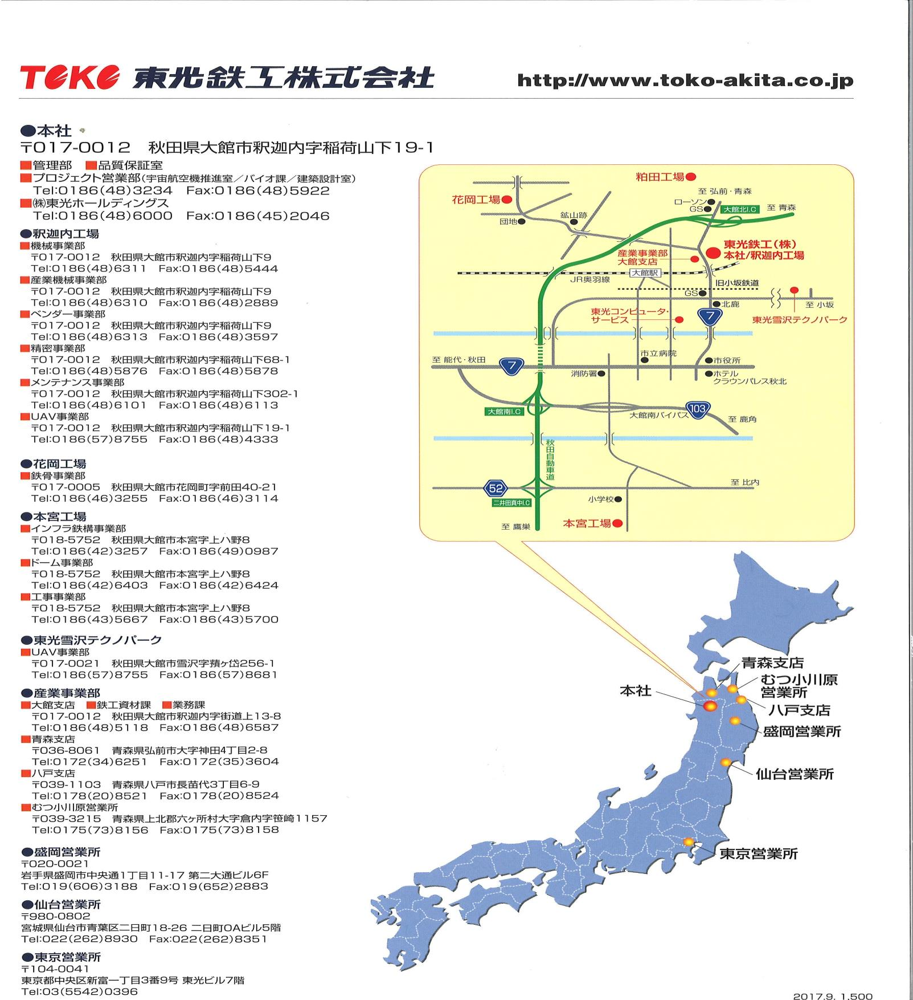 TOKO 東光鉄工株式会社
http://www.toko-akita.co.jp
●本社
〒017-0012 秋田県大館市釈迦内字稲荷山下19-1
■管理部 ■品質保証室
■プロジェクト営業部(宇宙航空機推進室／バイオ課／建築設計室)
Tel:0186(48)3234 Fax:0186(48)5922
■㈱東光ホールディングス
Tel:0186(48)6000 Fax:0186(45)2046
●釈迦内工場
■機械事業部
〒017-0012 秋田県大館市釈迦内字稲荷山下9
Tel:0186(48)6311 Fax:0186(48)5444
■産業機械事業部
〒017-0012 秋田県大館市釈迦内字稲荷山下9
Tel:0186(48)6310 Fax:0186(48)2889
■ベンダー事業部
〒017-0012 秋田県大館市釈迦内字稲荷山下9
Tel:0186(48)6313 Fax:0186(48)3597
■精密事業部
〒017-0012 秋田県大館市釈迦内字稲荷山下68-1
Tel:0186(48)5876 Fax:0186(48)5878
■メンテナンス事業部
〒017-0012 秋田県大館市釈迦内字稲荷山下302-1
Tel:0186(48)6101 Fax:0186(48)6113
■UAV事業部
〒017-0012 秋田県大館市釈迦内字稲荷山下19-1
Tel:0186(57)8755 Fax:0186(48)4333
●花岡工場
■鉄骨事業部
〒017-0005 秋田県大館市花岡町字前田40-21
Tel:0186(46)3255 Fax:0186(46)3114
●本宮工場
■インフラ鉄構事業部
〒018-5752 秋田県大館市本宮字上ハ野8
Tel:0186(42)3257 Fax:0186(49)0987
■ドーム事業部
〒018-5752 秋田県大館市本宮字上ハ野8
Tel:0186(42)6403 Fax:0186(42)6424
■工事事業部
〒018-5752 秋田県大館市本宮字上ハ野8
Tel:0186(43)5667 Fax:0186(43)5700
●東光雪沢テクノパーク
■UAV事業部
〒017-0021 秋田県大館市雪沢字蕷ヶ岱256-1
Tel:0186(57)8755 Fax:0186(57)8681
●産業事業部
■大館支店 ■鉄工資材課 ■業務課
〒017-0012 秋田県大館市釈迦内字街道上13-8
Tel:0186(48)5118 Fax:0186(48)6587
■青森支店
〒036-8061 青森県弘前市大字神田4丁目2-8
Tel:0172(34)6251 Fax:0172(35)3604
■八戸支店
〒039-1103 青森県八戸市長苗代3丁目6-9
Tel:0178(20)8521 Fax:0178(20)8524
■むつ小川原営業所
〒039-3215 青森県上北郡六ヶ所村大字倉内字笹崎1157
Tel:0175(73)8156 Fax:0175(73)8158
●盛岡営業所
〒020-0021
岩手県盛岡市中央通1丁目11-17 第二大通ビル6F
Tel:019(606)3188 Fax:019(652)2883
●仙台営業所
〒980-0802
宮城県仙台市青葉区二日町18-26 二日町OAビル5階
Tel:022(262)8930 Fax:022(262)8351
●東京営業所
〒104-0041
東京都中央区新富一丁目3番9号 東光ビル7階
Tel:03(5542)0396
粕田工場
花岡工場
至 弘前・青森
ローソン
GS
大館北I.C
至 青森
団地
鉱山跡
東光鉄工(株)
本社/釈迦内工場
産業事業部
大館支店
大館駅
JR奥羽線
旧小坂鉄道
GS
北鹿
至 小坂
東光コンピュータ・
サービス
7
東光雪沢テクノパーク
至 能代・秋田
7
市立病院
市役所
消防署
ホテル
クラウンパレス秋北
大館南I.C
大館南バイパス
103
至 鹿角
秋田自動車道
52
至 比内
二井田真中I.C
小学校
至 鷹巣
本宮工場
青森支店
本社
むつ小川原
営業所
八戸支店
盛岡営業所
仙台営業所
東京営業所
2017.9. 1.500